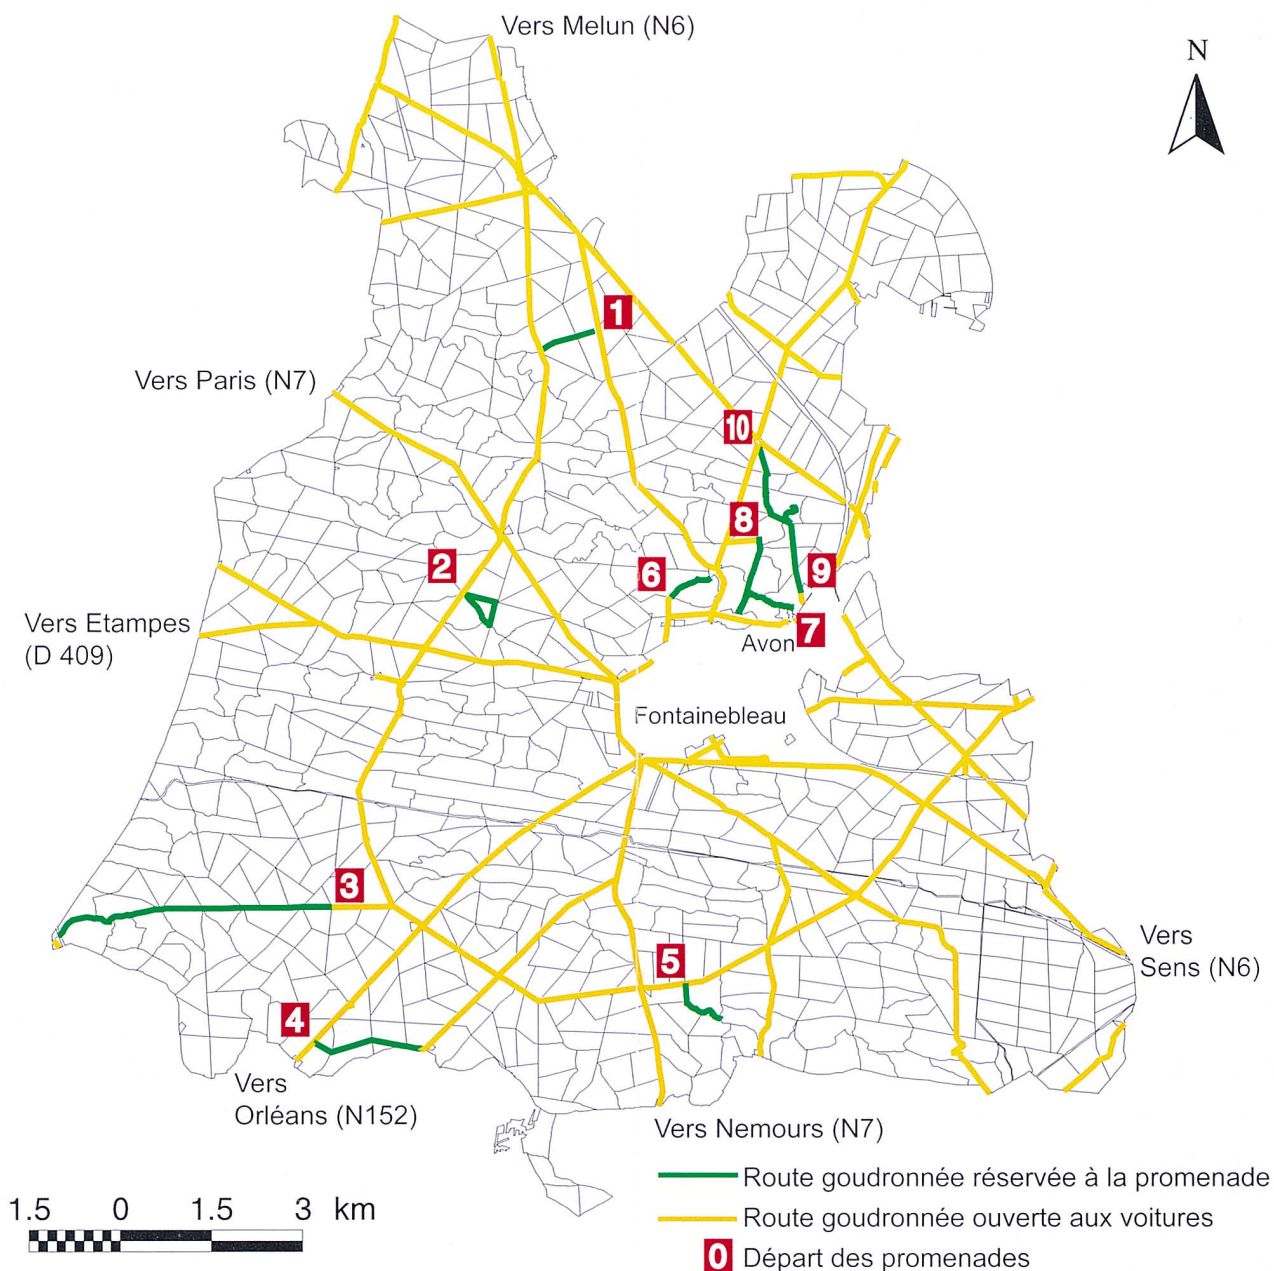 Vers Melun (N6)
N
1
Vers Paris (N7)
10
8
2
6
9
Vers Etampes
(D 409)
7
Avon
Fontainebleau
3
5
Vers
Sens (N6)
4
Vers
Orléans (N152)
Vers Nemours (N7)
Route goudronnée réservée à la promenade
1.5 0 1.5 3 km
Route goudronnée ouverte aux voitures
0 Départ des promenades